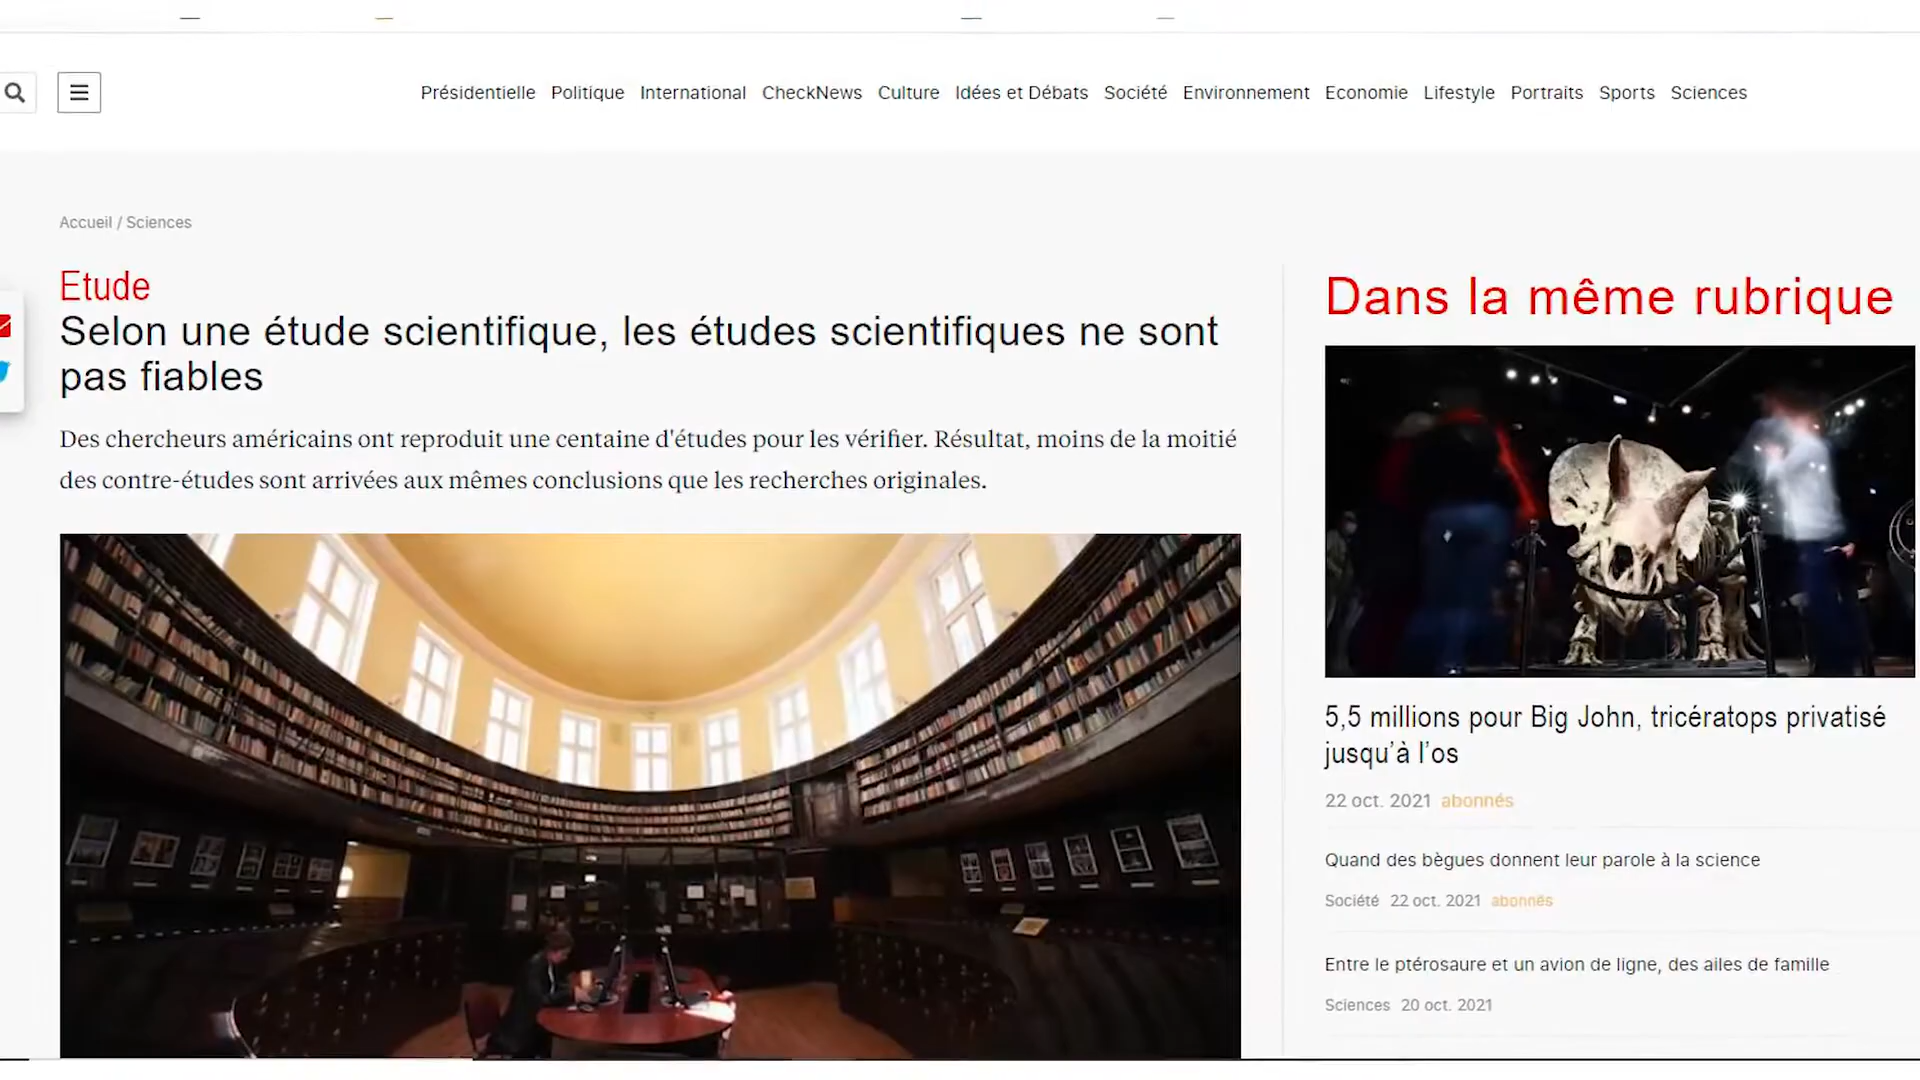 Présidentielle Politique International CheckNews Culture Idées et Débats Société Environnement Economie Lifestyle Portraits Sports Sciences
Accueil / Sciences
Etude
Selon une étude scientifique, les études scientifiques ne sont
pas fiables
Des chercheurs américains ont reproduit une centaine d'études pour les vérifier. Résultat, moins de la moitié
des contre-études sont arrivées aux mêmes conclusions que les recherches originales.
Dans la même rubrique
5,5 millions pour Big John, tricératops privatisé
jusqu’à l’os
22 oct. 2021 abonnés
Quand des bègues donnent leur parole à la science
Société 22 oct. 2021 abonnés
Entre le ptérosaure et un avion de ligne, des ailes de famille
Sciences 20 oct. 2021